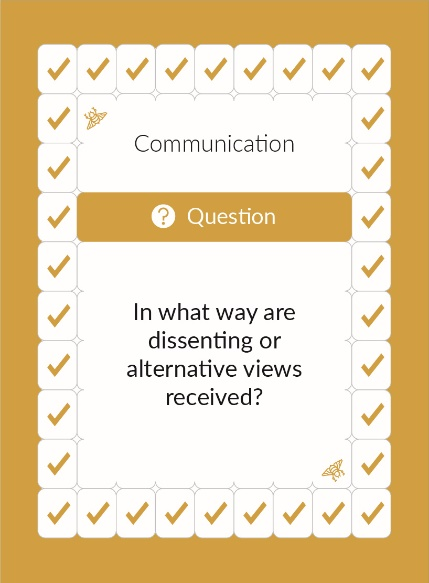 Communication
? Question
In what way are
dissenting or
alternative views
received?